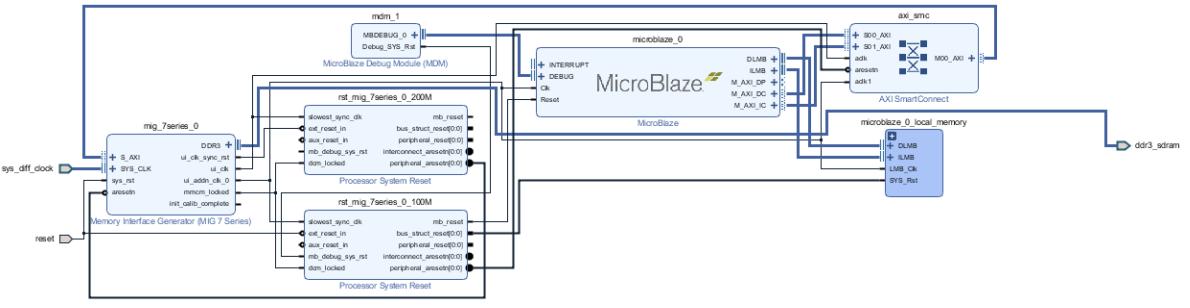 mdm_1
MBDEBUG_0
Debug_SYS_Rst
MicroBlaze Debug Module (MDM)
microblaze_0
INTERRUPT
DEBUG
Clk
Reset
DLMB
ILMB
M_AXI_DP
M_AXI_DC
M_AXI_IC
MicroBlaze
MicroBlaze
axi_smc
S00_AXI
S01_AXI
aclk
aresetn
aclk1
M00_AXI
AXI SmartConnect
rst_mig_7series_0_200M
slowest_sync_clk
ext_reset_in
aux_reset_in
mb_debug_sys_rst
dcm_locked
mb_reset
bus_struct_reset[0:0]
peripheral_reset[0:0]
interconnect_aresetn[0:0]
peripheral_aresetn[0:0]
Processor System Reset
microblaze_0_local_memory
DLMB
ILMB
LMB_Clk
SYS_Rst
mig_7series_0
S_AXI
SYS_CLK
sys_rst
aresetn
DDR3
ui_clk_sync_rst
ui_clk
ui_addn_clk_0
mmcm_locked
init_calib_complete
Memory Interface Generator (MIG 7 Series)
sys_diff_clock
reset
ddr3_sdram
rst_mig_7series_0_100M
slowest_sync_clk
ext_reset_in
aux_reset_in
mb_debug_sys_rst
dcm_locked
mb_reset
bus_struct_reset[0:0]
peripheral_reset[0:0]
interconnect_aresetn[0:0]
peripheral_aresetn[0:0]
Processor System Reset